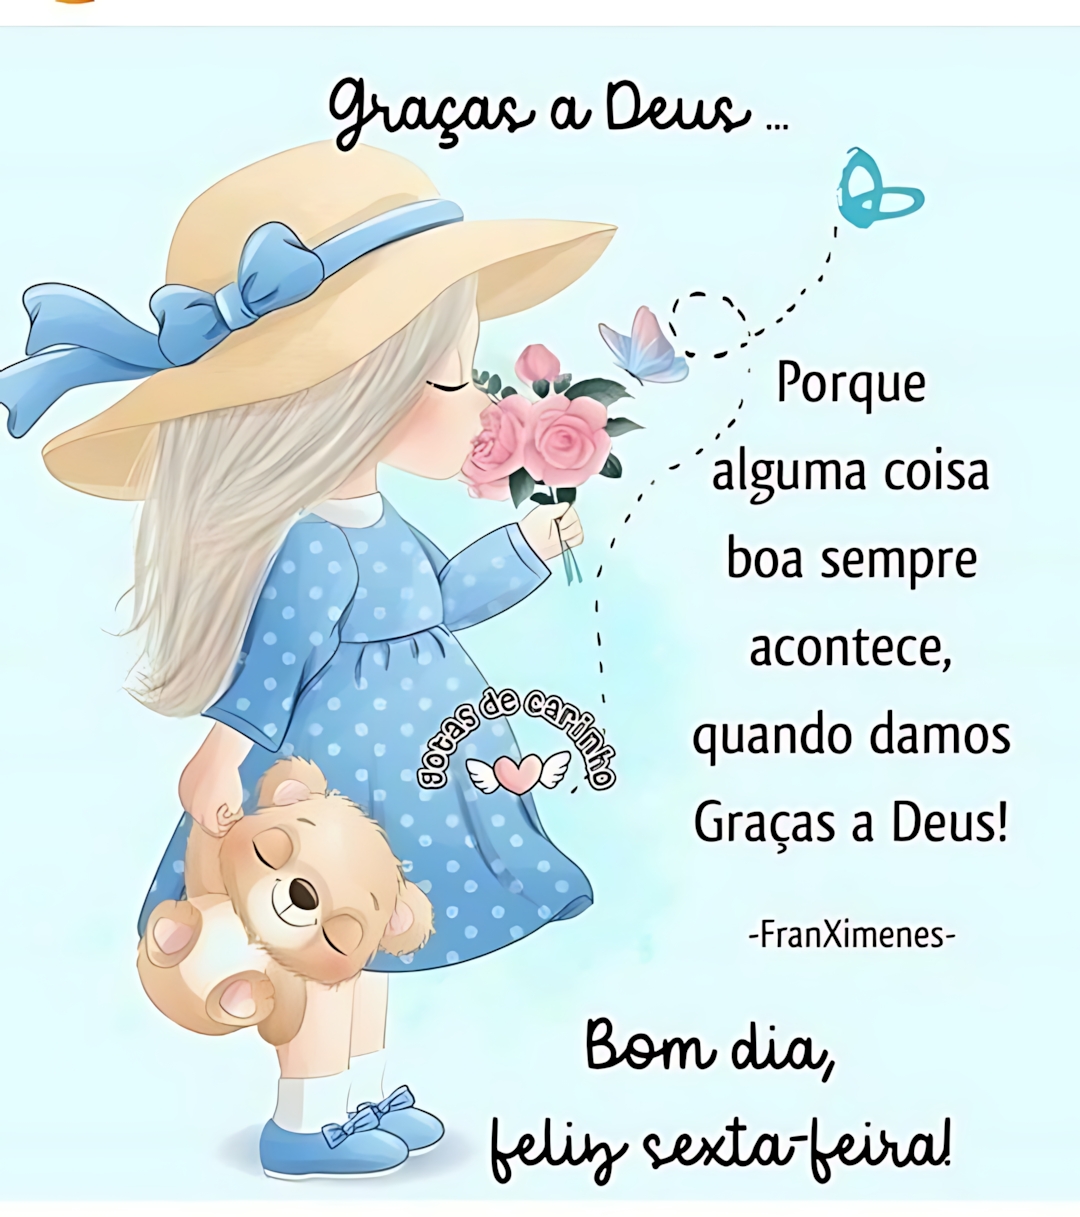 Graças a Deus ...
Porque
alguma coisa
boa sempre
acontece,
quando damos
Graças a Deus!
-FranXimenes-
Gotas de carinho
Bom dia,
feliz sexta-feira!